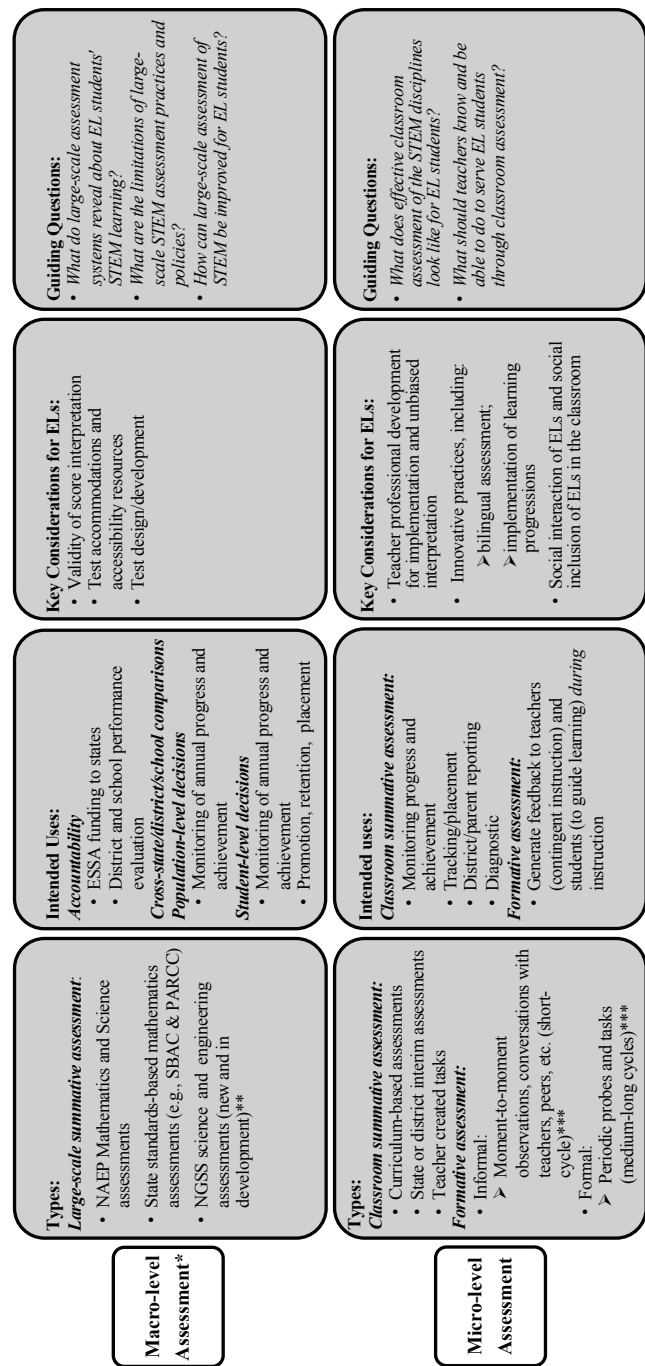 Macro-level
Assessment*
Types:
Large-scale summative assessment:
• NAEP Mathematics and Science
assessments
• State standards-based mathematics
assessments (e.g., SBAC & PARCC)
• NGSS science and engineering
assessments (new and in
development)**
Intended Uses:
Accountability
• ESSA funding to states
• District and school performance
evaluation
Cross-state/district/school comparisons
Population-level decisions
• Monitoring of annual progress and
achievement
Student-level decisions
• Monitoring of annual progress and
achievement
• Promotion, retention, placement
Key Considerations for ELs:
• Validity of score interpretation
• Test accommodations and
accessibility resources
• Test design/development
Guiding Questions:
• What do large-scale assessment
systems reveal about EL students'
STEM learning?
• What are the limitations of large-
scale STEM assessment practices and
policies?
• How can large-scale assessment of
STEM be improved for EL students?
Micro-level
Assessment
Types:
Classroom summative assessment:
• Curriculum-based assessments
• State or district interim assessments
• Teacher created tasks
Formative assessment:
• Informal:
➢ Moment-to-moment
observations, conversations with
teachers, peers, etc. (short-
cycle)***
• Formal:
➢ Periodic probes and tasks
(medium-long cycles)***
Intended uses:
Classroom summative assessment:
• Monitoring progress and
achievement
• Tracking/placement
• District/parent reporting
• Diagnostic
Formative assessment:
• Generate feedback to teachers
(contingent instruction) and
students (to guide learning) during
instruction
Key Considerations for ELs:
• Teacher professional development
for implementation and unbiased
interpretation
• Innovative practices, including:
➢ bilingual assessment;
➢ implementation of learning
progressions
• Social interaction of ELs and social
inclusion of ELs in the classroom
Guiding Questions:
• What does effective classroom
assessment of the STEM disciplines
look like for EL students?
• What should teachers know and be
able to do to serve EL students
through classroom assessment?